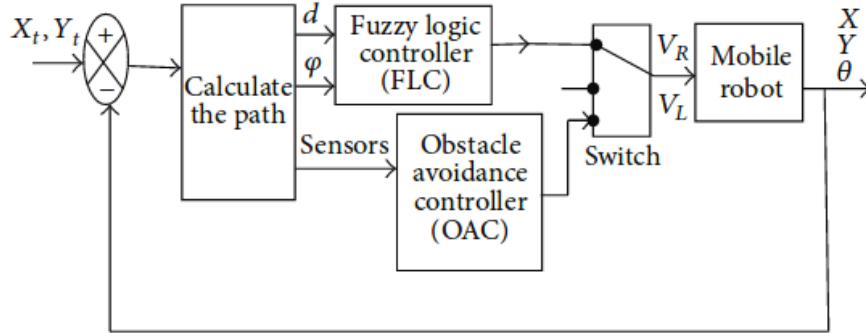 X_t, Y_t
+
−
Calculate
the path
d
φ
Sensors
Fuzzy logic
controller
(FLC)
Obstacle
avoidance
controller
(OAC)
Switch
V_R
V_L
Mobile
robot
X
Y
θ